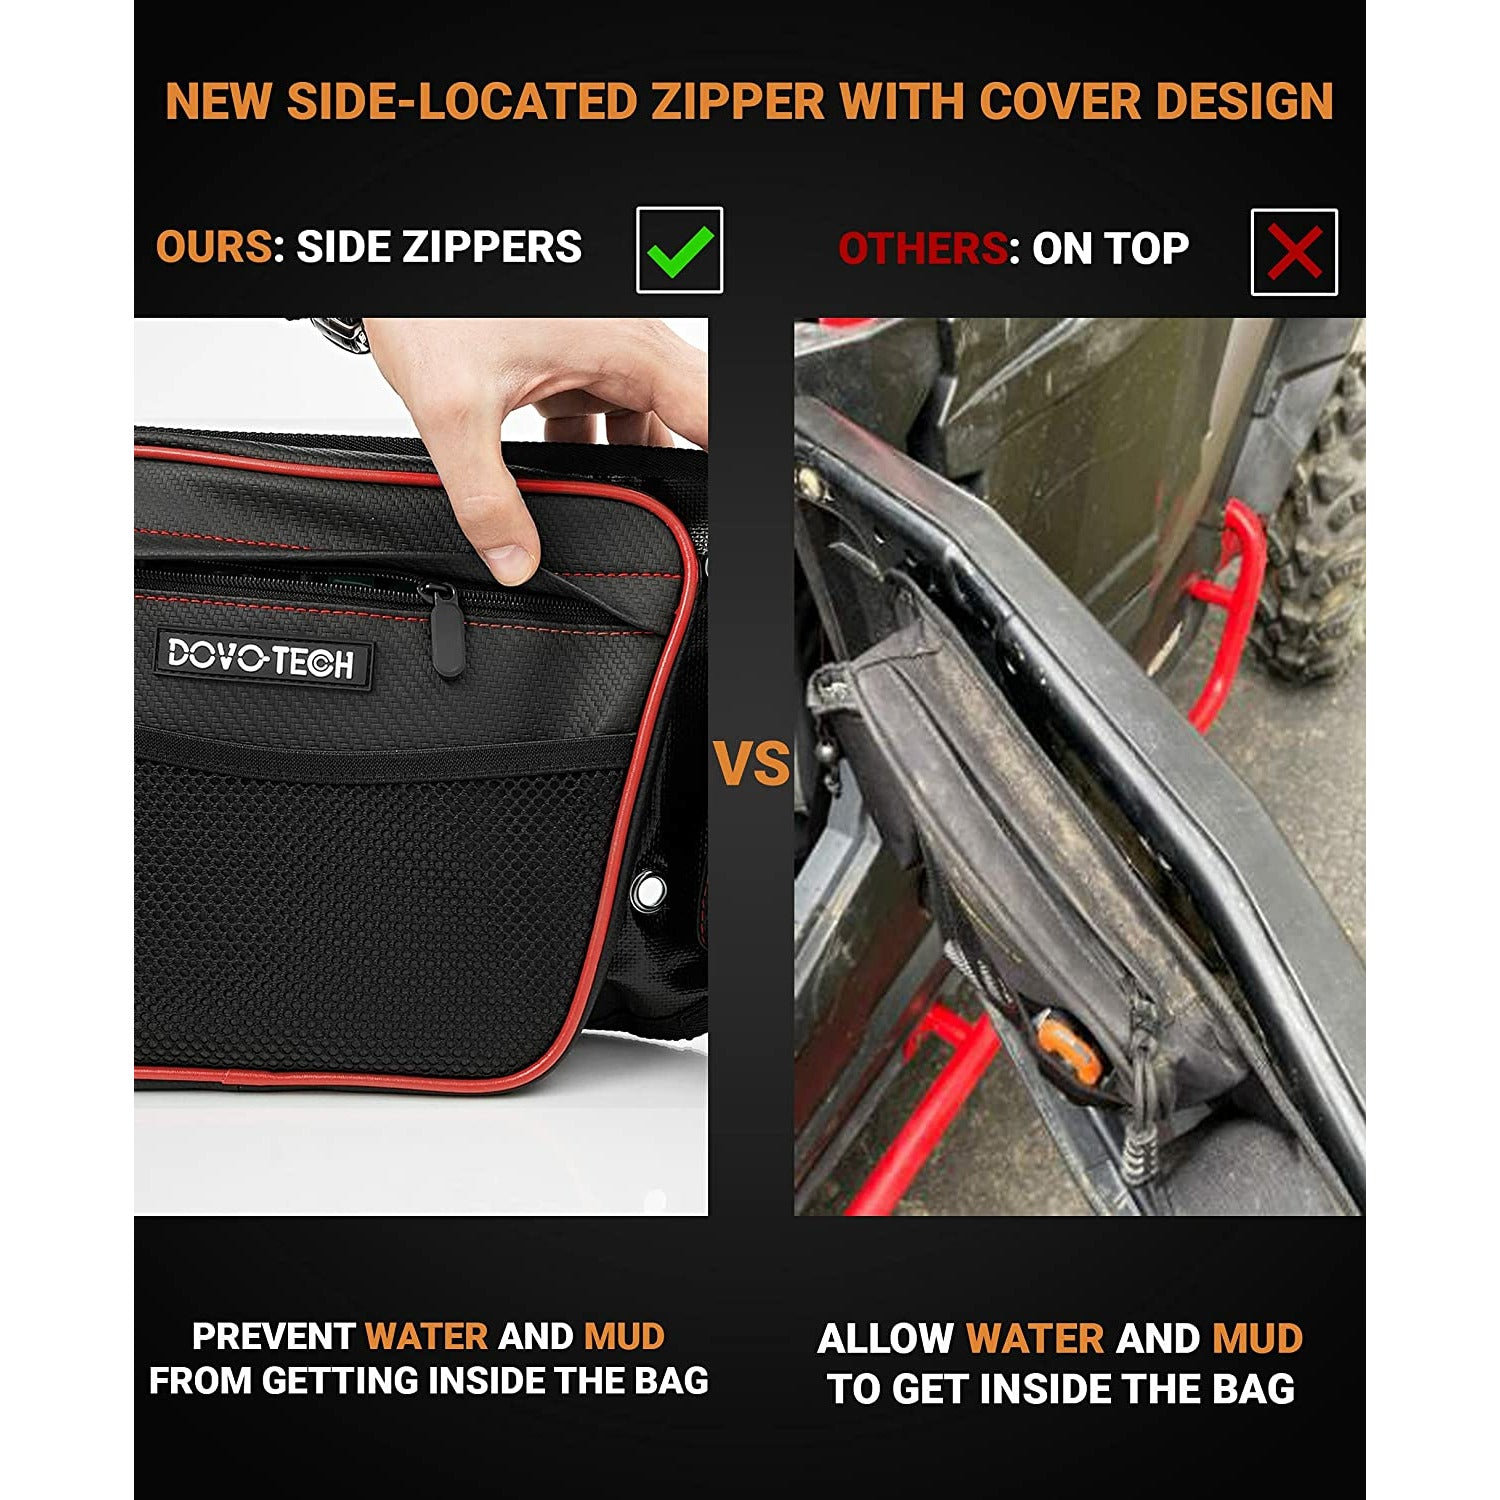 NEW SIDE-LOCATED ZIPPER WITH COVER DESIGN
OURS: SIDE ZIPPERS
OTHERS: ON TOP
DOVO-TECH
VS
PREVENT WATER AND MUD
FROM GETTING INSIDE THE BAG
ALLOW WATER AND MUD
TO GET INSIDE THE BAG